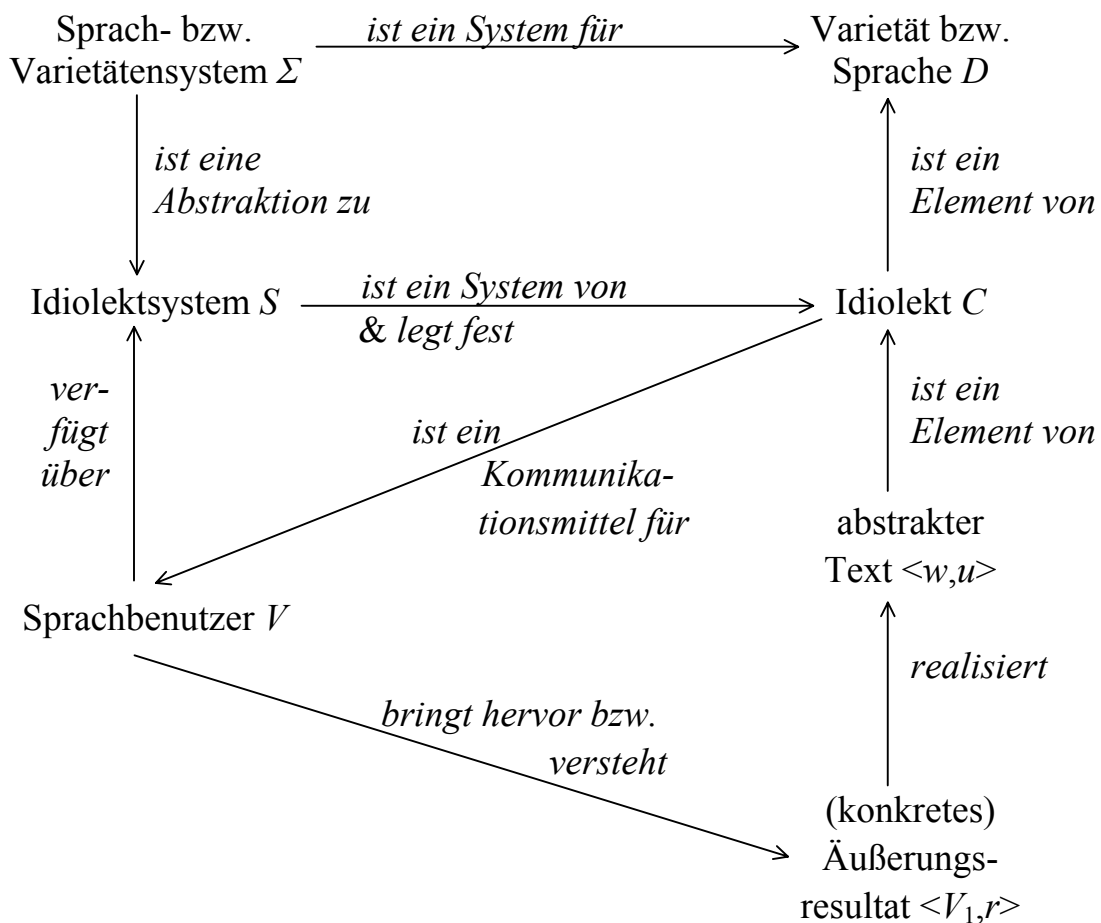 Sprach- bzw.
Varietätensystem Σ
ist ein System für
Varietät bzw.
Sprache D
ist eine
Abstraktion zu
ist ein
Element von
Idiolektsystem S
ist ein System von
& legt fest
Idiolekt C
ver-
fügt
über
ist ein
Kommunika-
tionsmittel für
ist ein
Element von
abstrakter
Text <w,u>
Sprachbenutzer V
realisiert
bringt hervor bzw.
versteht
(konkretes)
Äußerungs-
resultat <V₁,r>